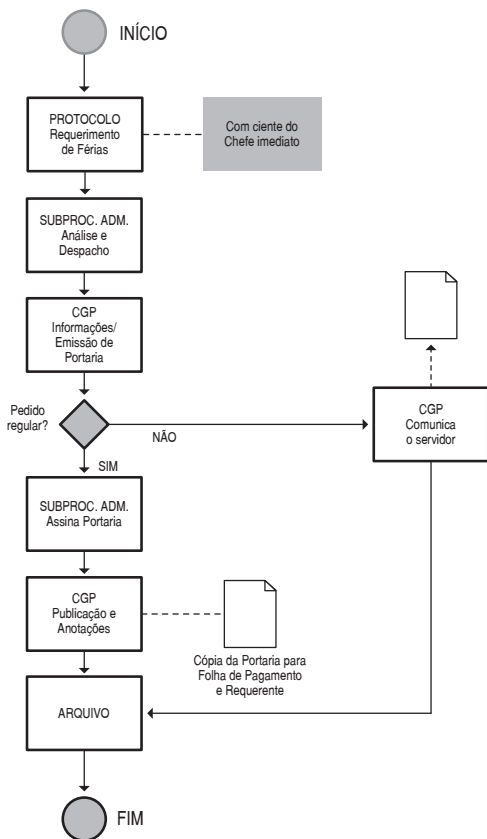 INÍCIO
PROTOCOLO
Requerimento
de Férias
Com ciente do
Chefe imediato
SUBPROC. ADM.
Análise e
Despacho
CGP
Informações/
Emissão de
Portaria
Pedido
regular?
NÃO
CGP
Comunica
o servidor
SIM
SUBPROC. ADM.
Assina Portaria
CGP
Publicação e
Anotações
Cópia da Portaria para
Folha de Pagamento
e Requerente
ARQUIVO
FIM